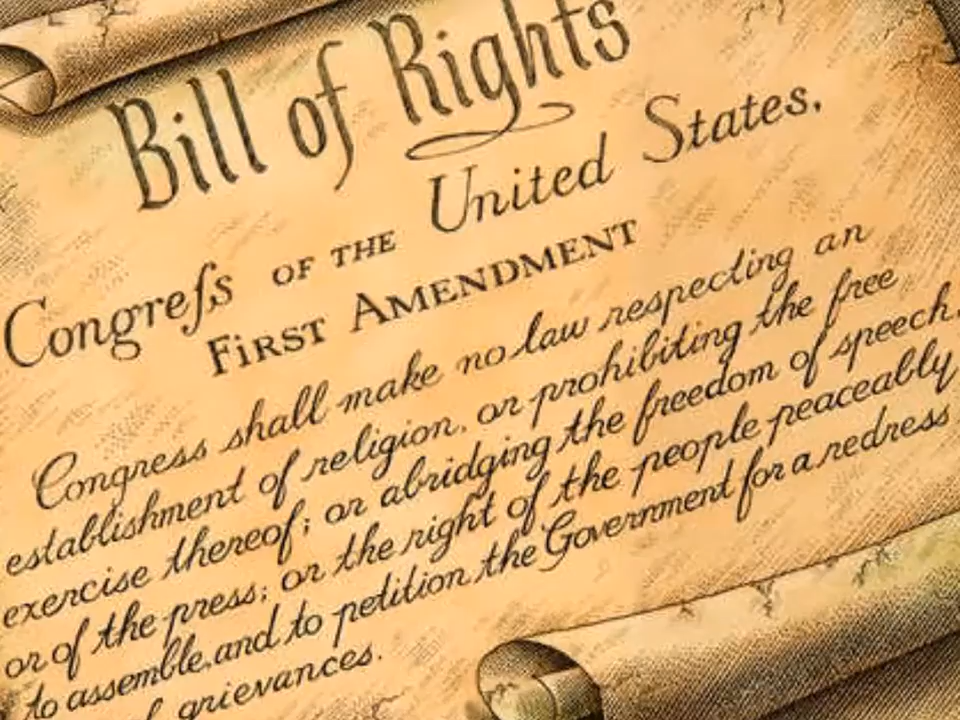 Bill of Rights
Congreſs OF THE United States.
FIRST AMENDMENT
Congress shall make no law respecting an
establishment of religion, or prohibiting the free
exercise thereof; or abridging the freedom of speech,
or of the press; or the right of the people peaceably
to assemble, and to petition the Government for a redress
of grievances.